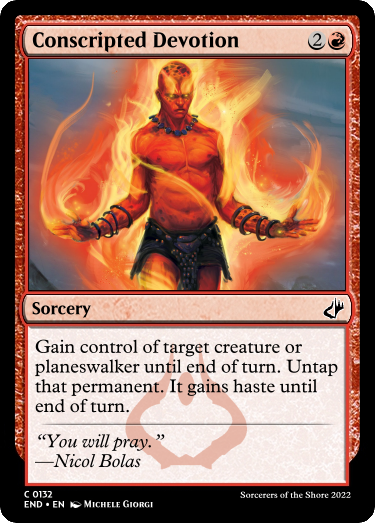 Conscripted Devotion 2
Sorcery
Gain control of target creature or
planeswalker until end of turn. Untap
that permanent. It gains haste until
end of turn.
“You will pray.”
—Nicol Bolas
C 0132
END • EN Michele Giorgi
Sorcerers of the Shore 2022